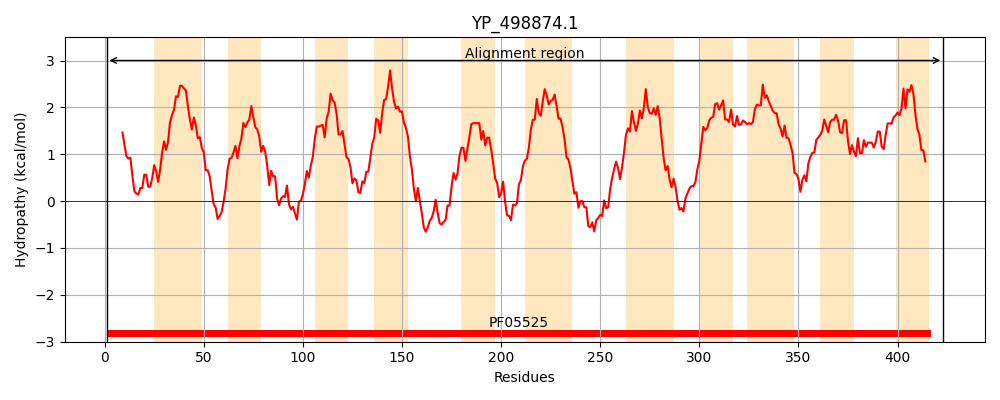 YP_498874.1
Alignment region
3
2
1
0
−1
−2
−3
Hydropathy (kcal/mol)
PF05525
0 50 100 150 200 250 300 350 400
Residues